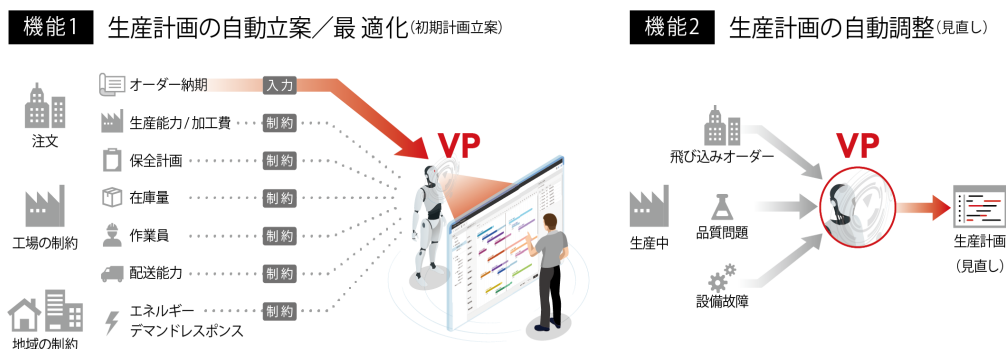 機能1 生産計画の自動立案／最適化(初期計画立案)
注文
工場の制約
地域の制約
オーダー納期 入力
生産能力/加工費 制約
保全計画 制約
在庫量 制約
作業員 制約
配送能力 制約
エネルギー 制約
デマンドレスポンス
VP
機能2 生産計画の自動調整(見直し)
生産中
飛び込みオーダー
品質問題
設備故障
VP
生産計画
(見直し)